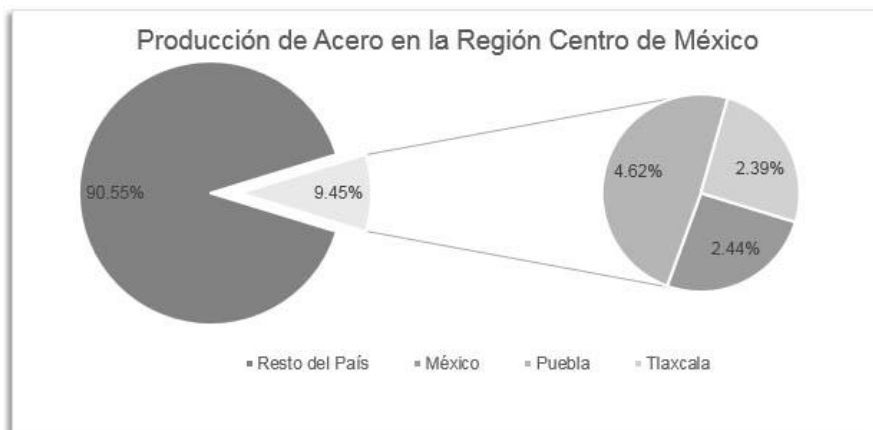 Producción de Acero en la Región Centro de México
90.55%
9.45%
4.62%
2.39%
2.44%
Resto del País
México
Puebla
Tlaxcala